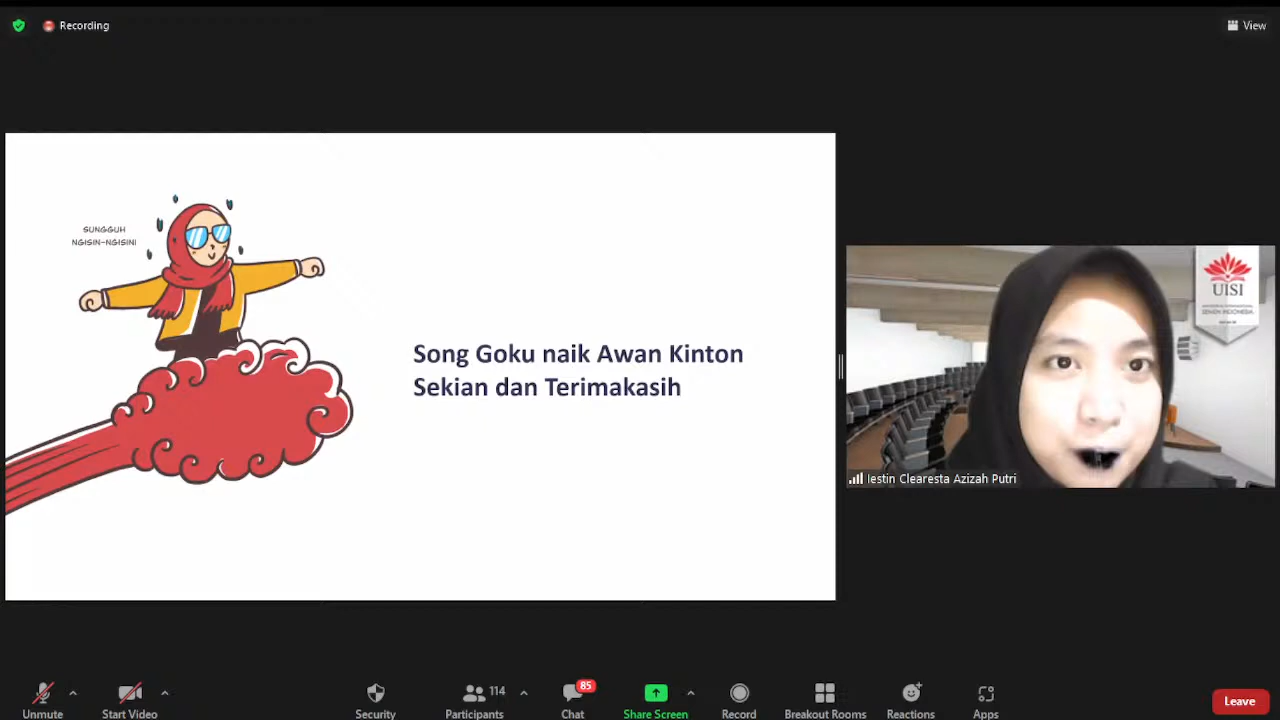 Recording
View
SUNGGUH
NGISIN-NGISINI
Song Goku naik Awan Kinton
Sekian dan Terimakasih
UISI
Iestin Clearesta Azizah Putri
Unmute
Start Video
Security
114
Participants
85
Chat
Share Screen
Record
Breakout Rooms
Reactions
Apps
Leave